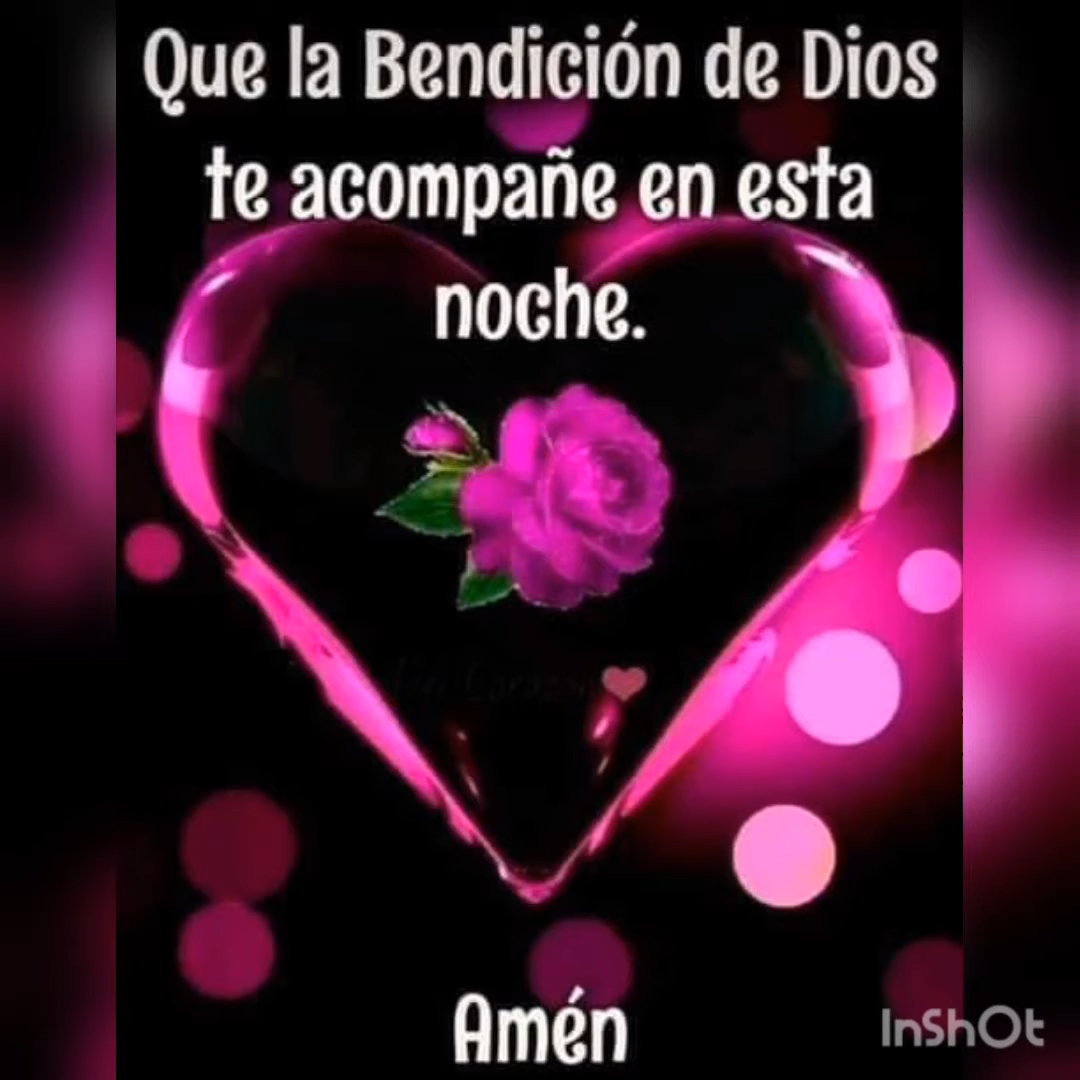 Que la Bendición de Dios
te acompañe en esta
noche.
Amén
InShOt